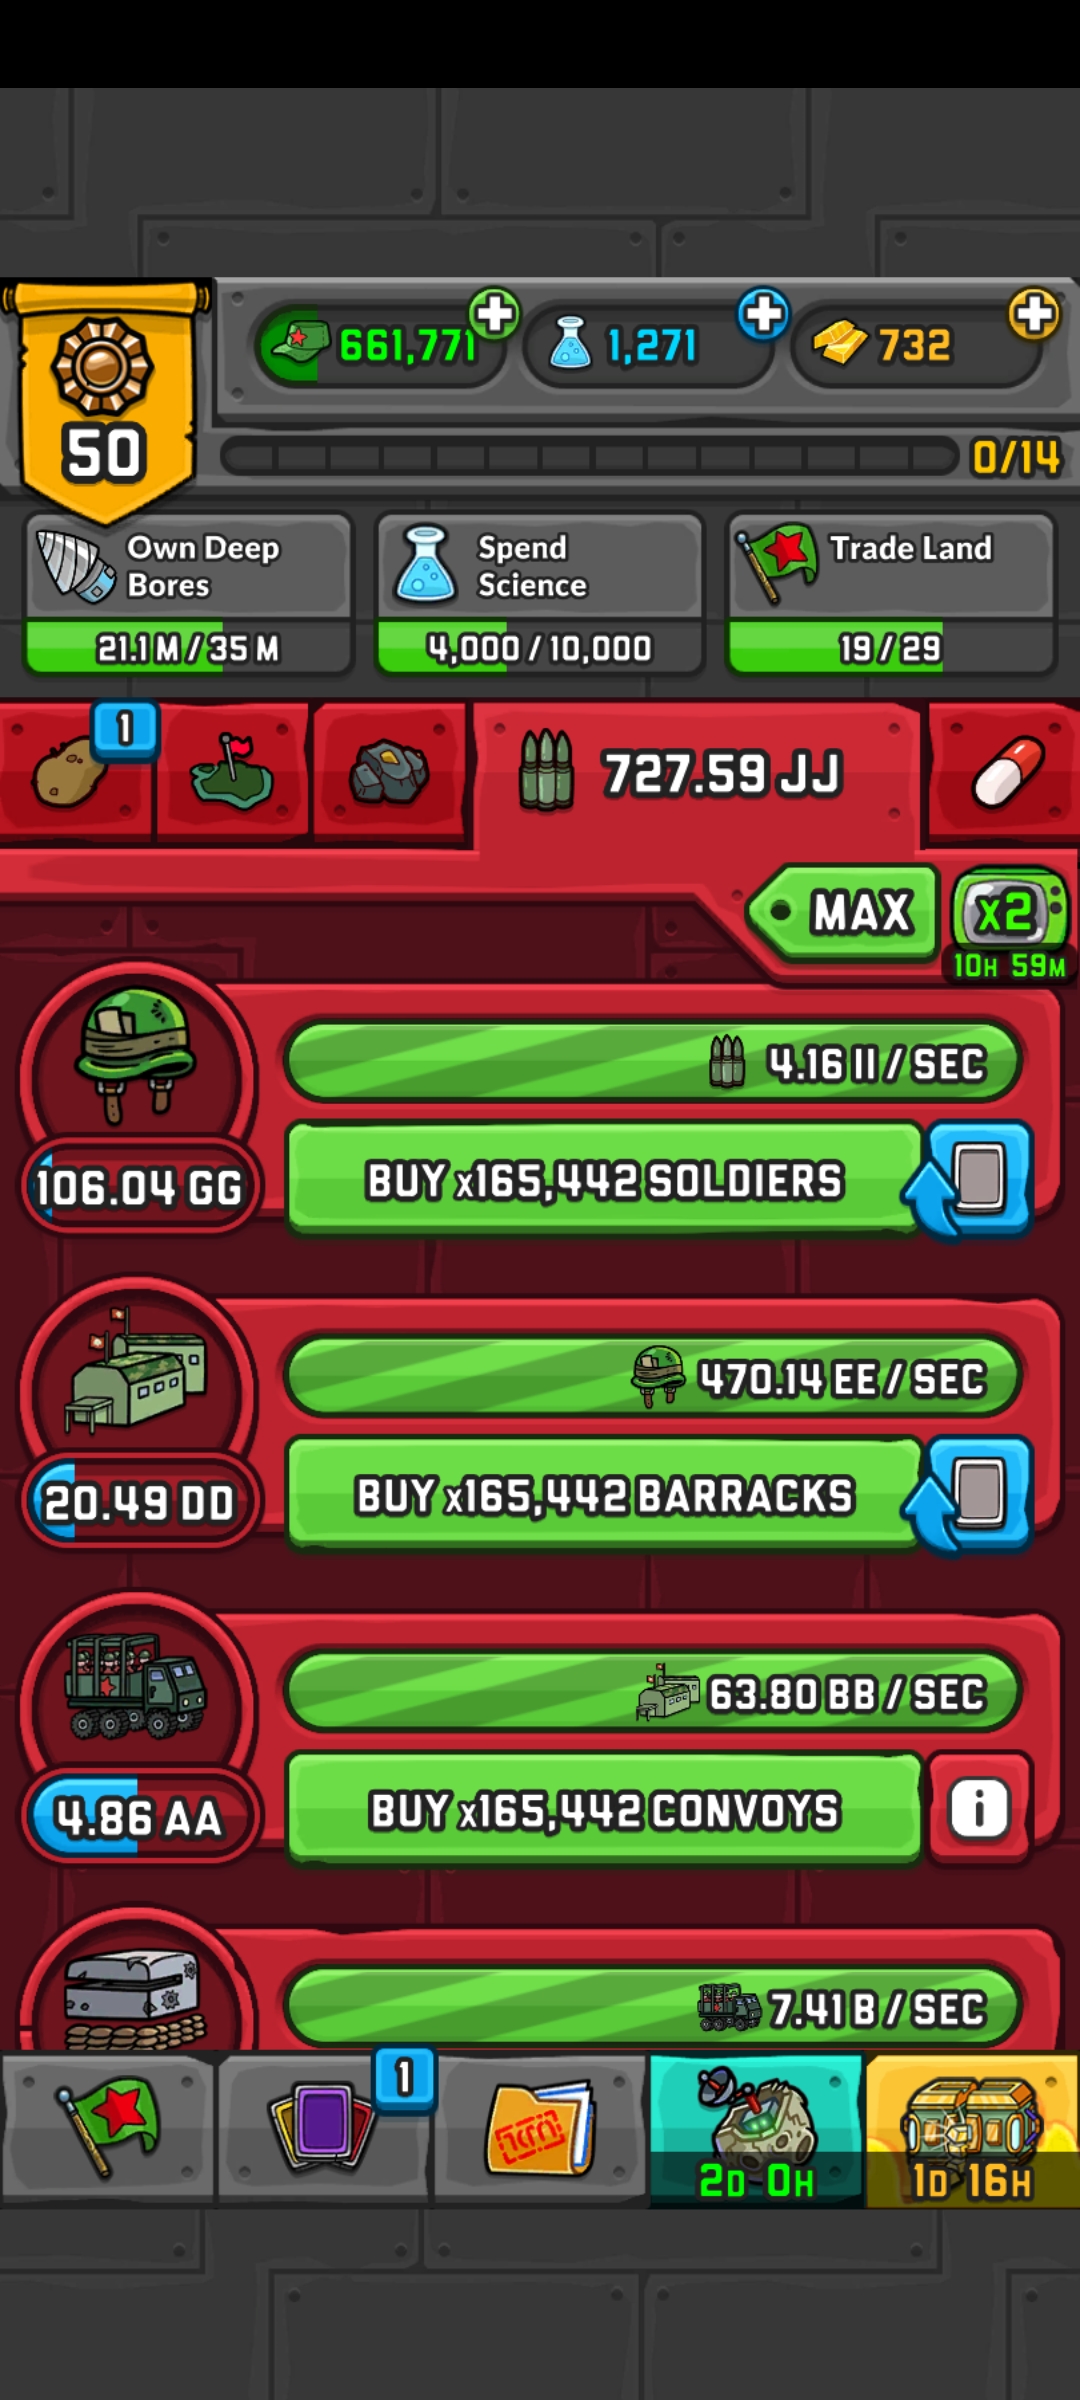 661,771
1,271
732
50
0/14
Own Deep
Bores
Spend
Science
Trade Land
21.1 M / 35 M
4,000 / 10,000
19 / 29
1
727.59 JJ
MAX
x2
10H 59M
4.16 II / SEC
106.04 GG
BUY x165,442 SOLDIERS
470.14 EE / SEC
20.49 DD
BUY x165,442 BARRACKS
63.80 BB / SEC
4.86 AA
BUY x165,442 CONVOYS
i
7.41 B / SEC
1
2D 0H
1D 16H